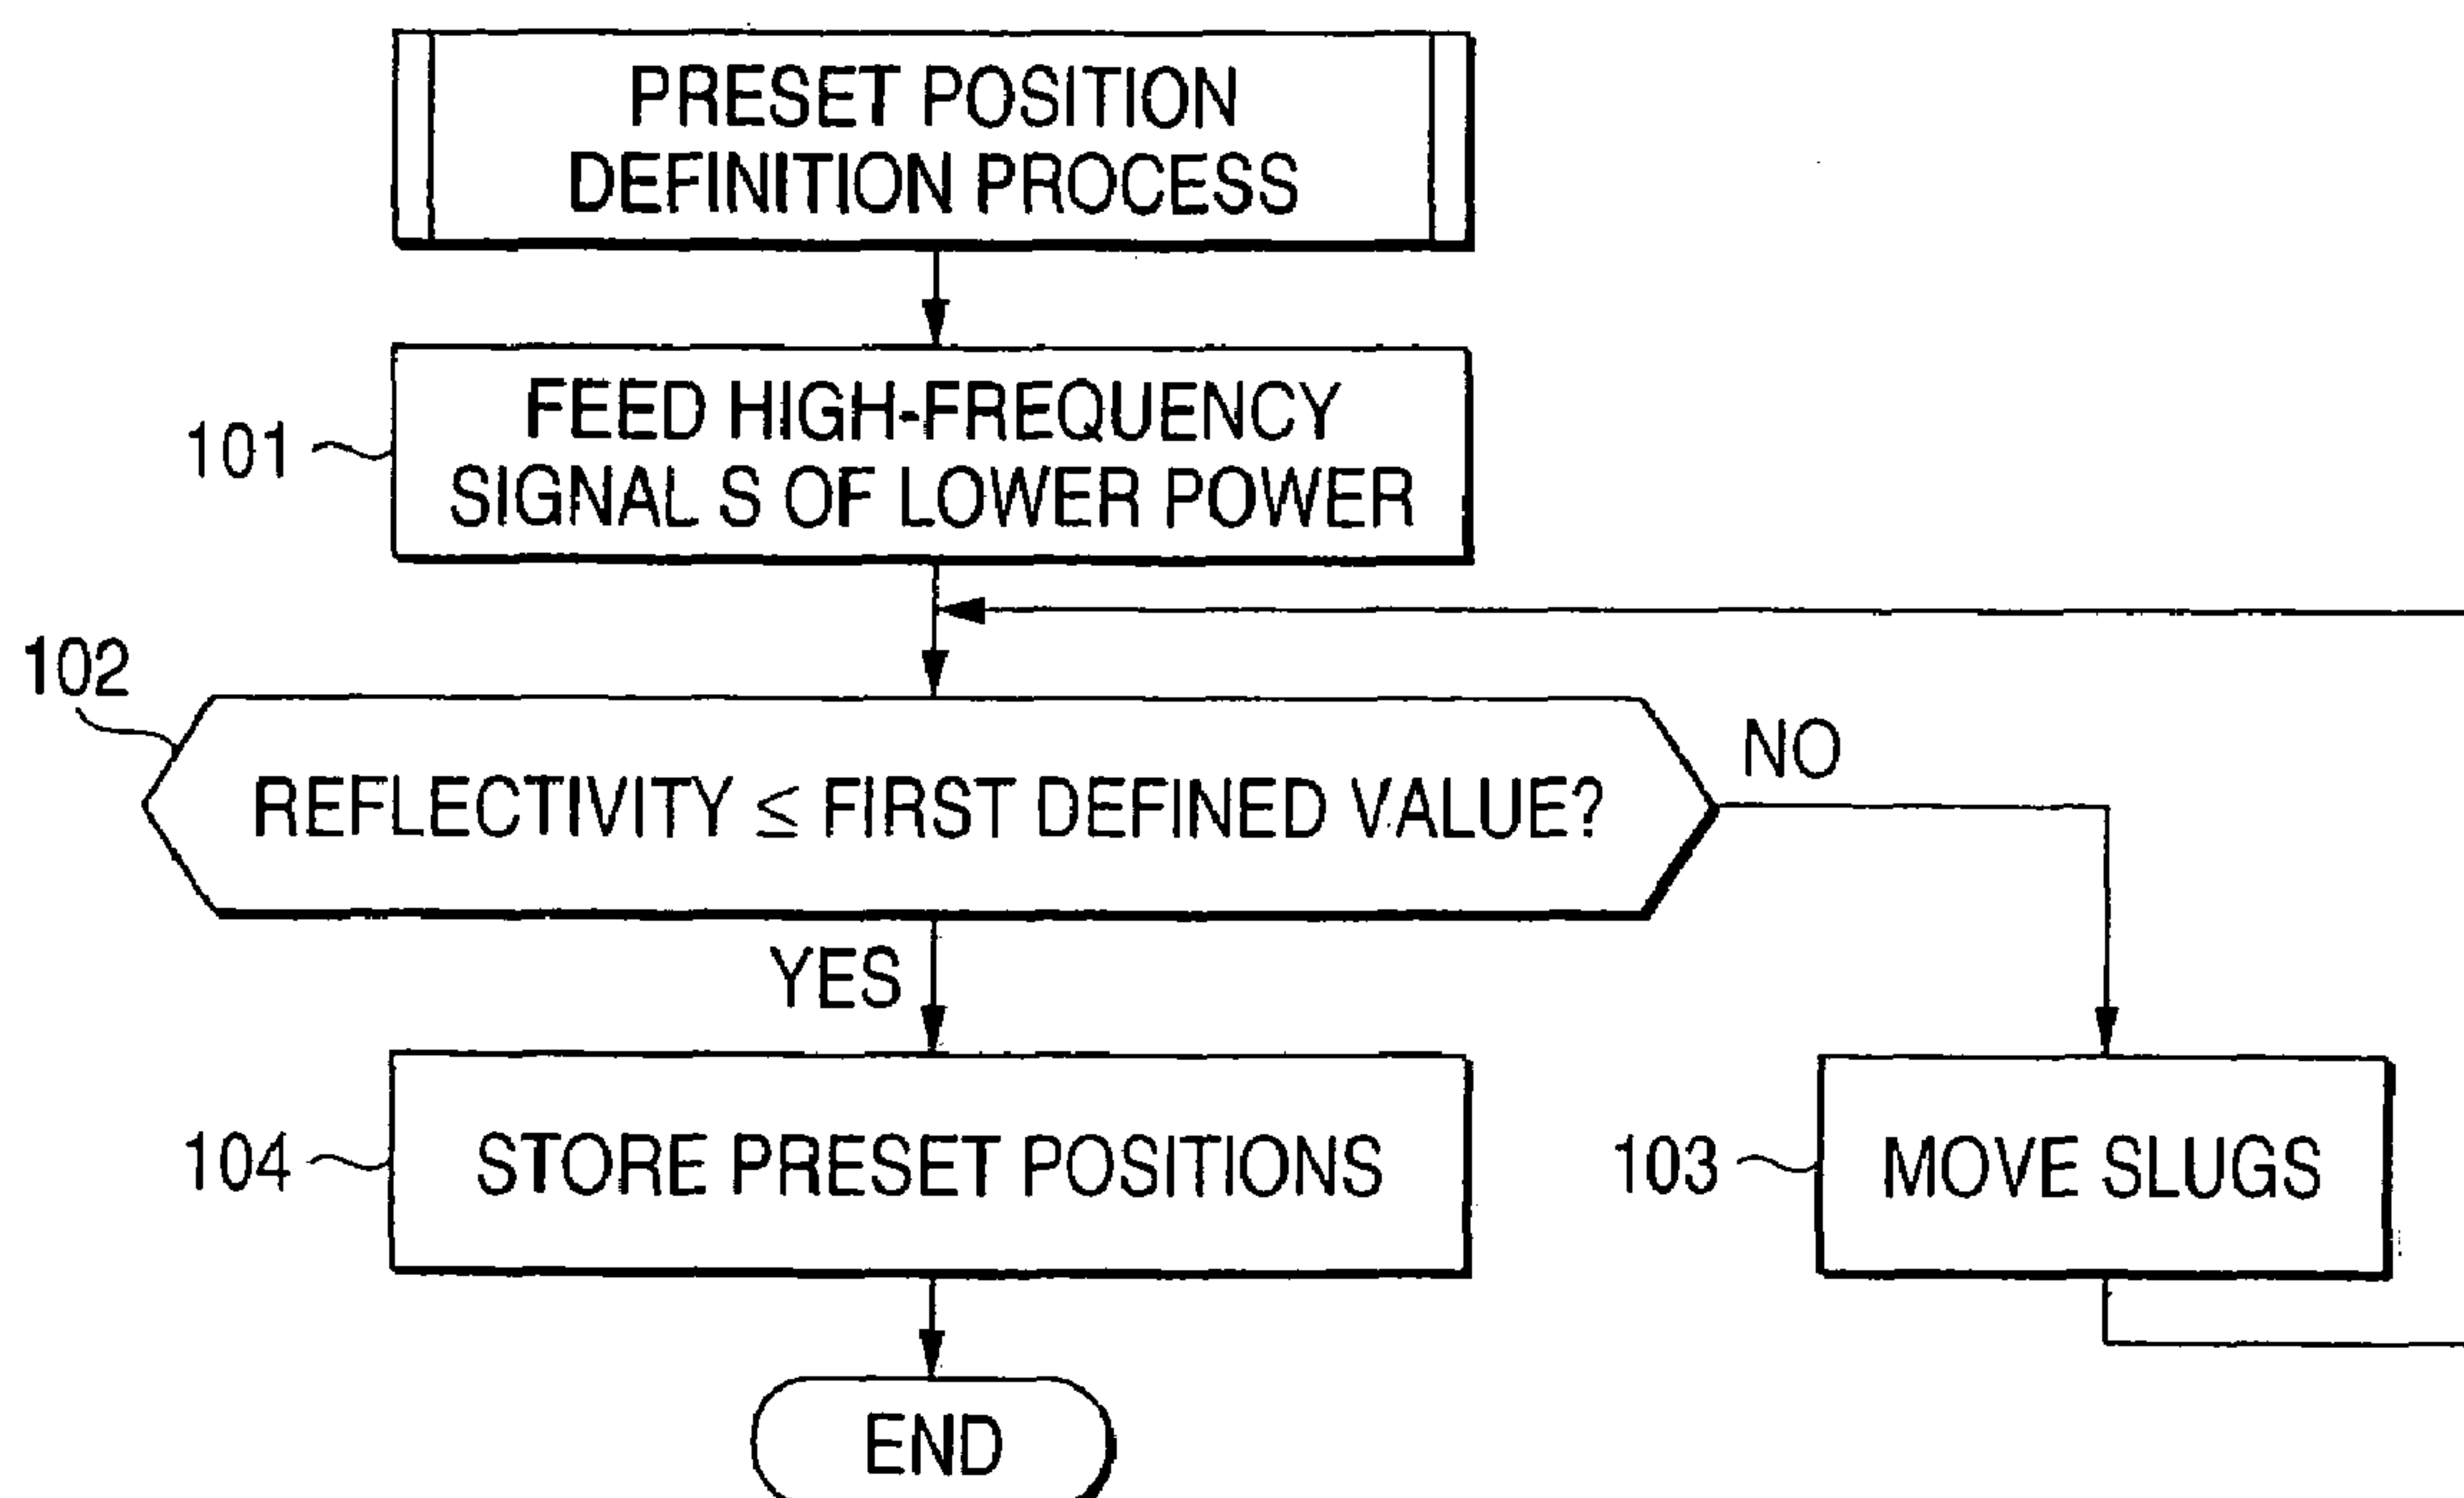 PRESET POSITION
DEFINITION PROCESS
101
FEED HIGH-FREQUENCY
SIGNAL S OF LOWER POWER
102
REFLECTIVITY ≤ FIRST DEFINED VALUE?
NO
YES
104
STORE PRESET POSITIONS
103
MOVE SLUGS
END